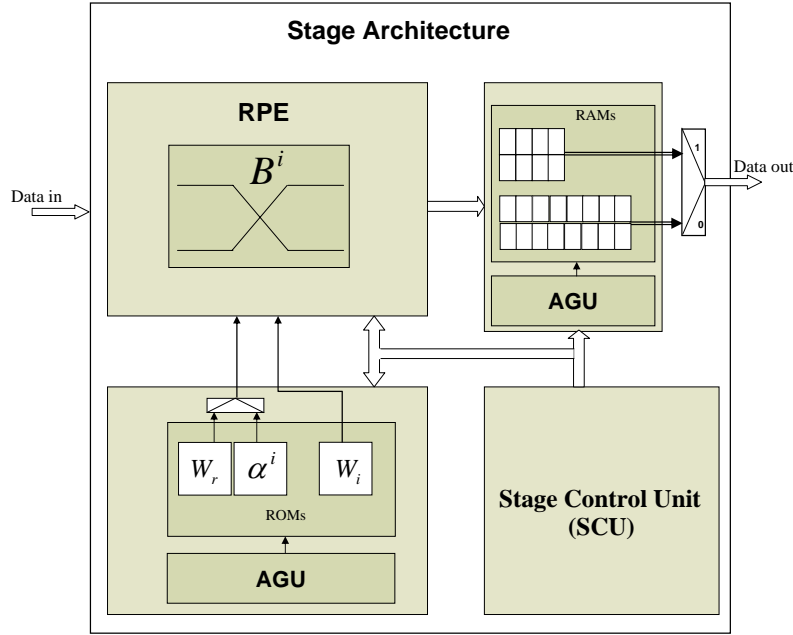 Stage Architecture
RPE
B^i
Data in
RAMs
1
0
Data out
AGU
W_r
α^i
W_i
ROMs
AGU
Stage Control Unit
(SCU)